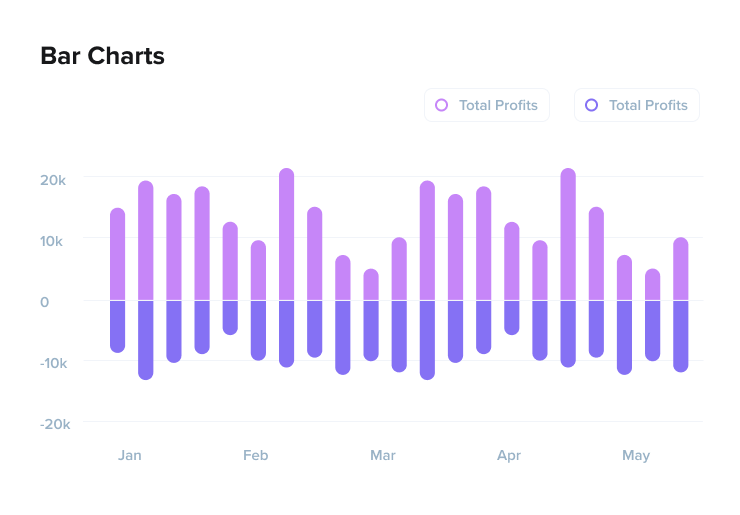 Bar Charts
Total Profits Total Profits
20k
10k
0
-10k
-20k
Jan Feb Mar Apr May